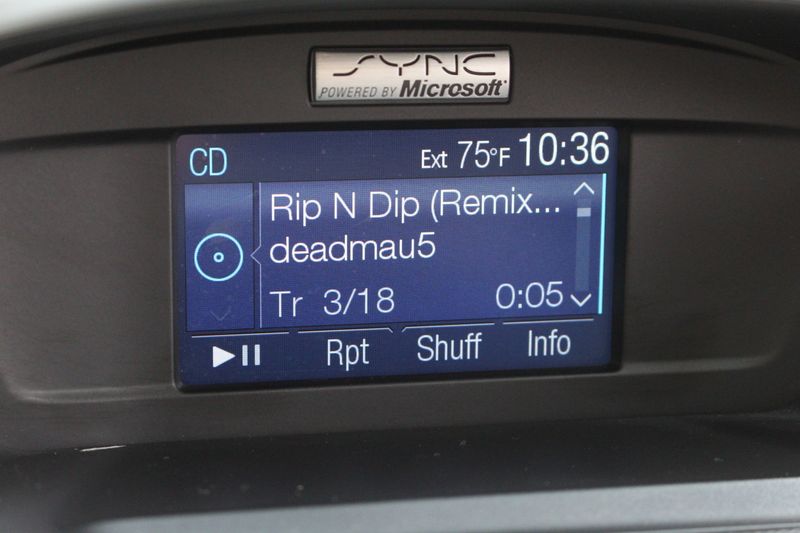 SYNC
POWERED BY Microsoft
CD Ext 75°F 10:36
Rip N Dip (Remix...
deadmau5
Tr 3/18 0:05
Rpt Shuff Info